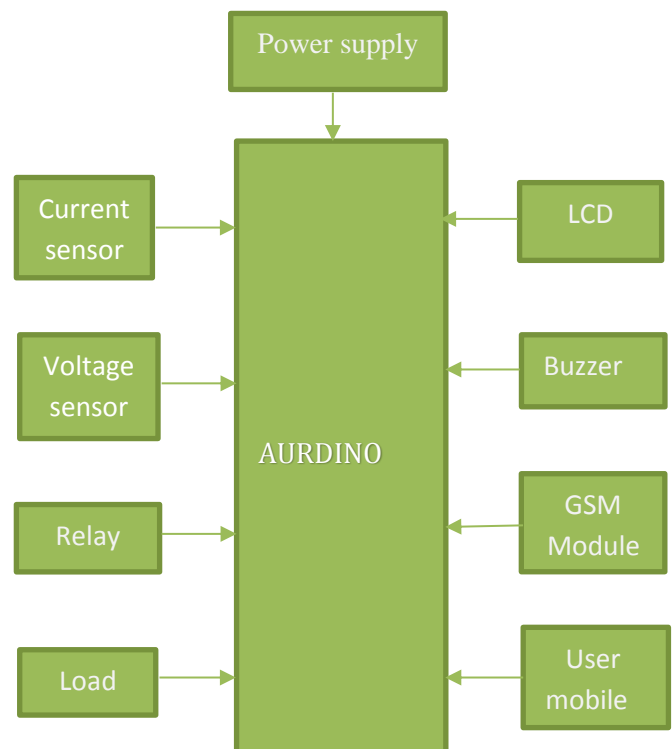 Power supply
Current
sensor
LCD
Voltage
sensor
Buzzer
AURDINO
Relay
GSM
Module
Load
User
mobile